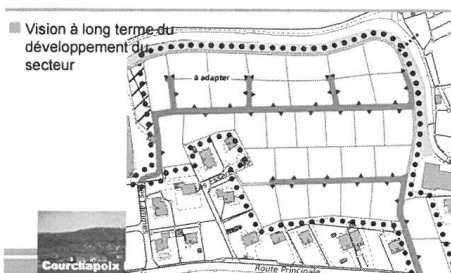 Vision à long terme du
développement du
secteur
à adapter
Route Principale
Courchapoix